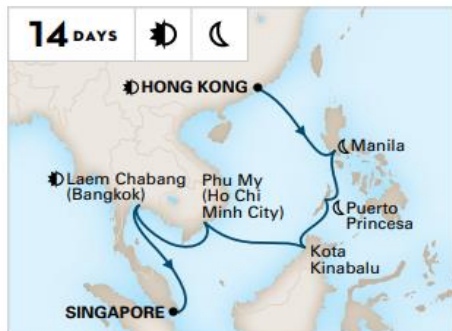 14 DAYS
HONG KONG
Manila
Laem Chabang
(Bangkok)
Phu My
(Ho Chi
Minh City)
Puerto
Princesa
Kota
Kinabalu
SINGAPORE